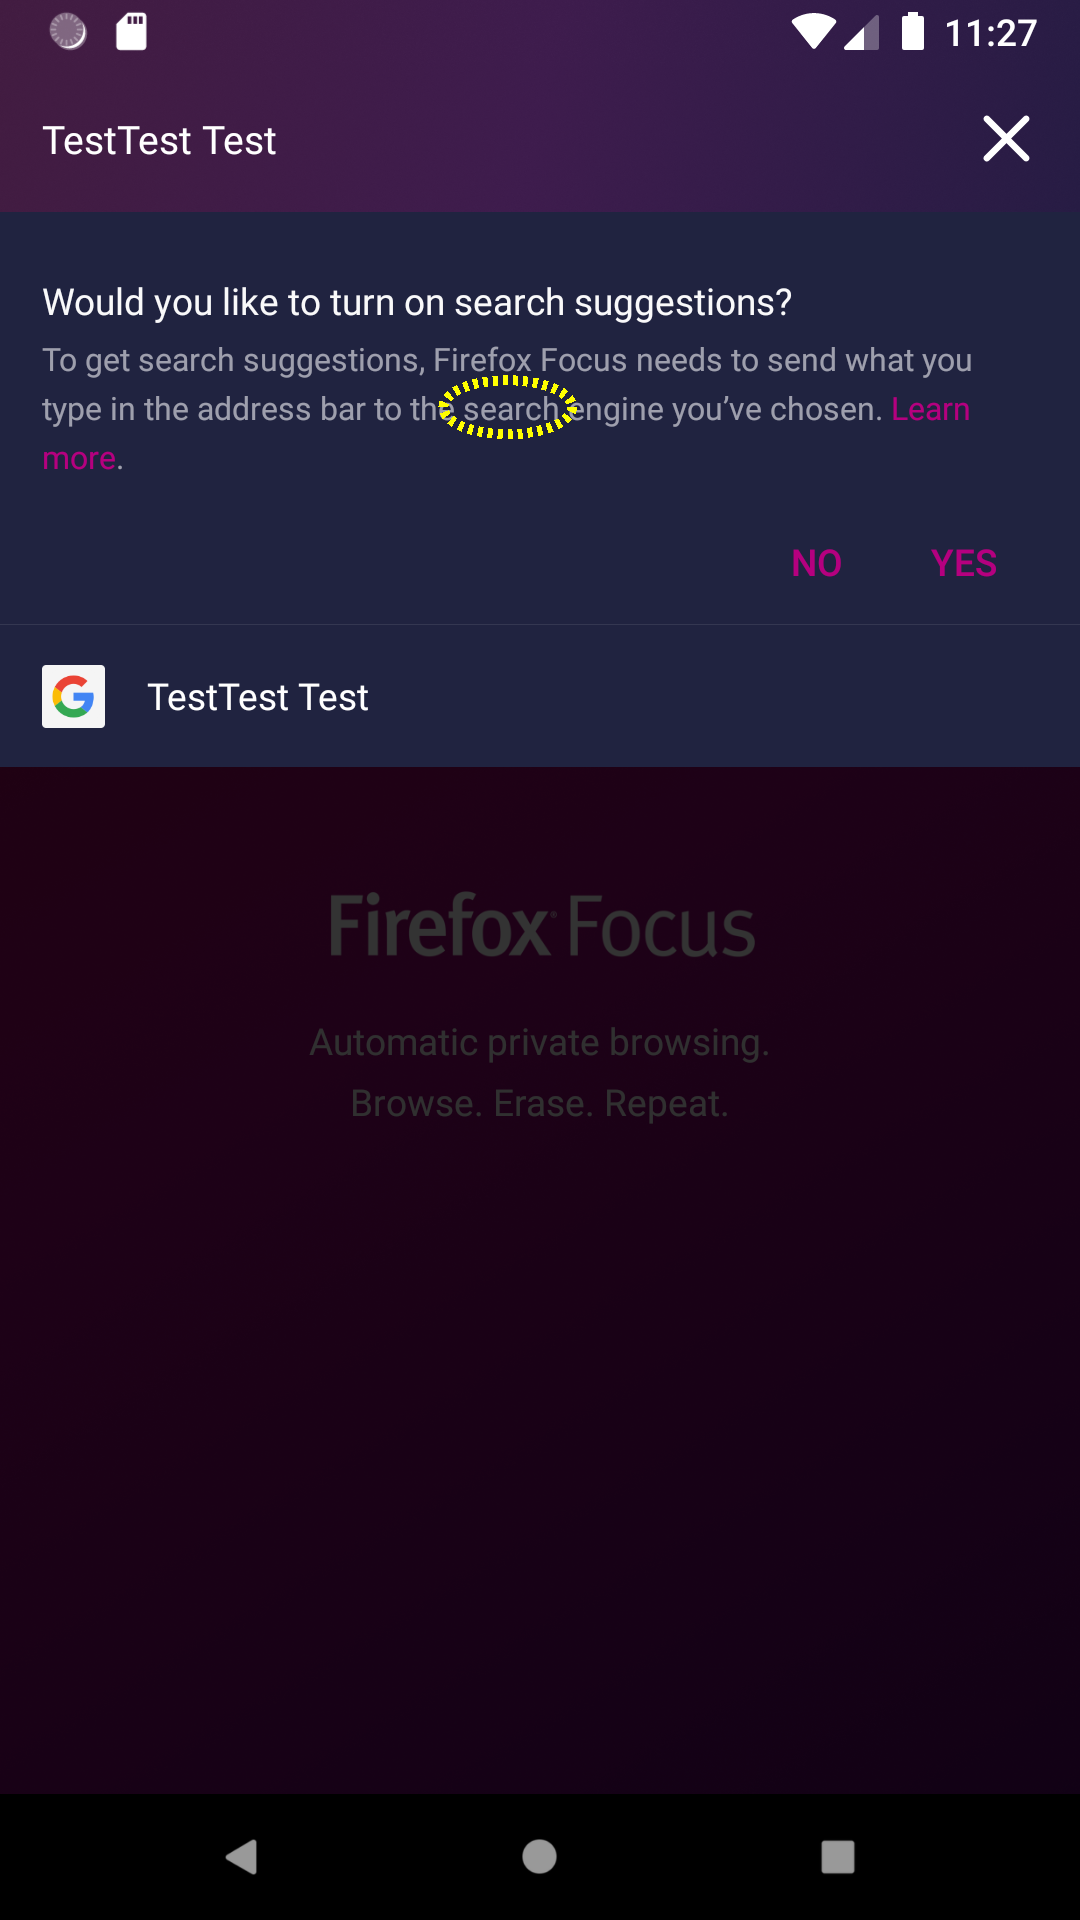 11:27
TestTest Test
Would you like to turn on search suggestions?
To get search suggestions, Firefox Focus needs to send what you
type in the address bar to the search engine you’ve chosen. Learn
more.
NO YES
TestTest Test
Firefox Focus
Automatic private browsing.
Browse. Erase. Repeat.